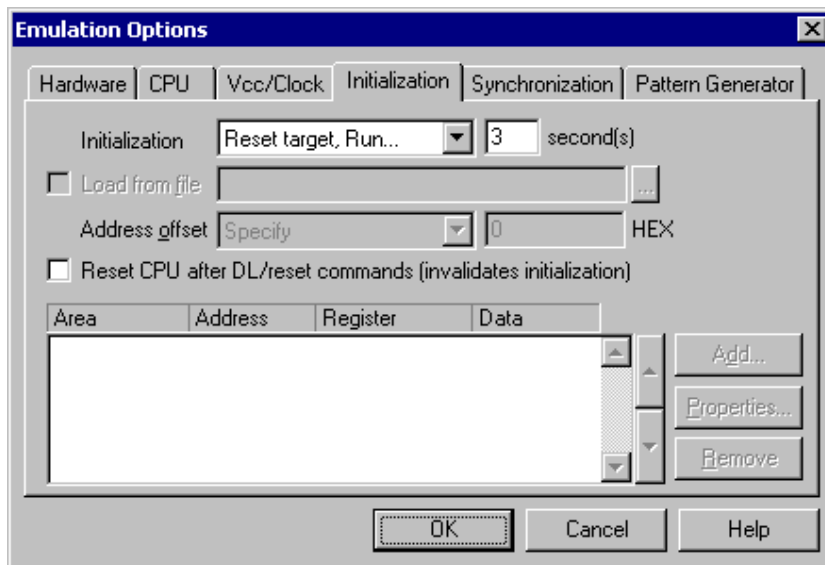 Emulation Options
Hardware CPU Vcc/Clock Initialization Synchronization Pattern Generator
Initialization Reset target, Run... 3 second(s)
Load from file ...
Address offset Specify 0 HEX
Reset CPU after DL/reset commands (invalidates initialization)
Area Address Register Data
Add...
Properties...
Remove
OK Cancel Help